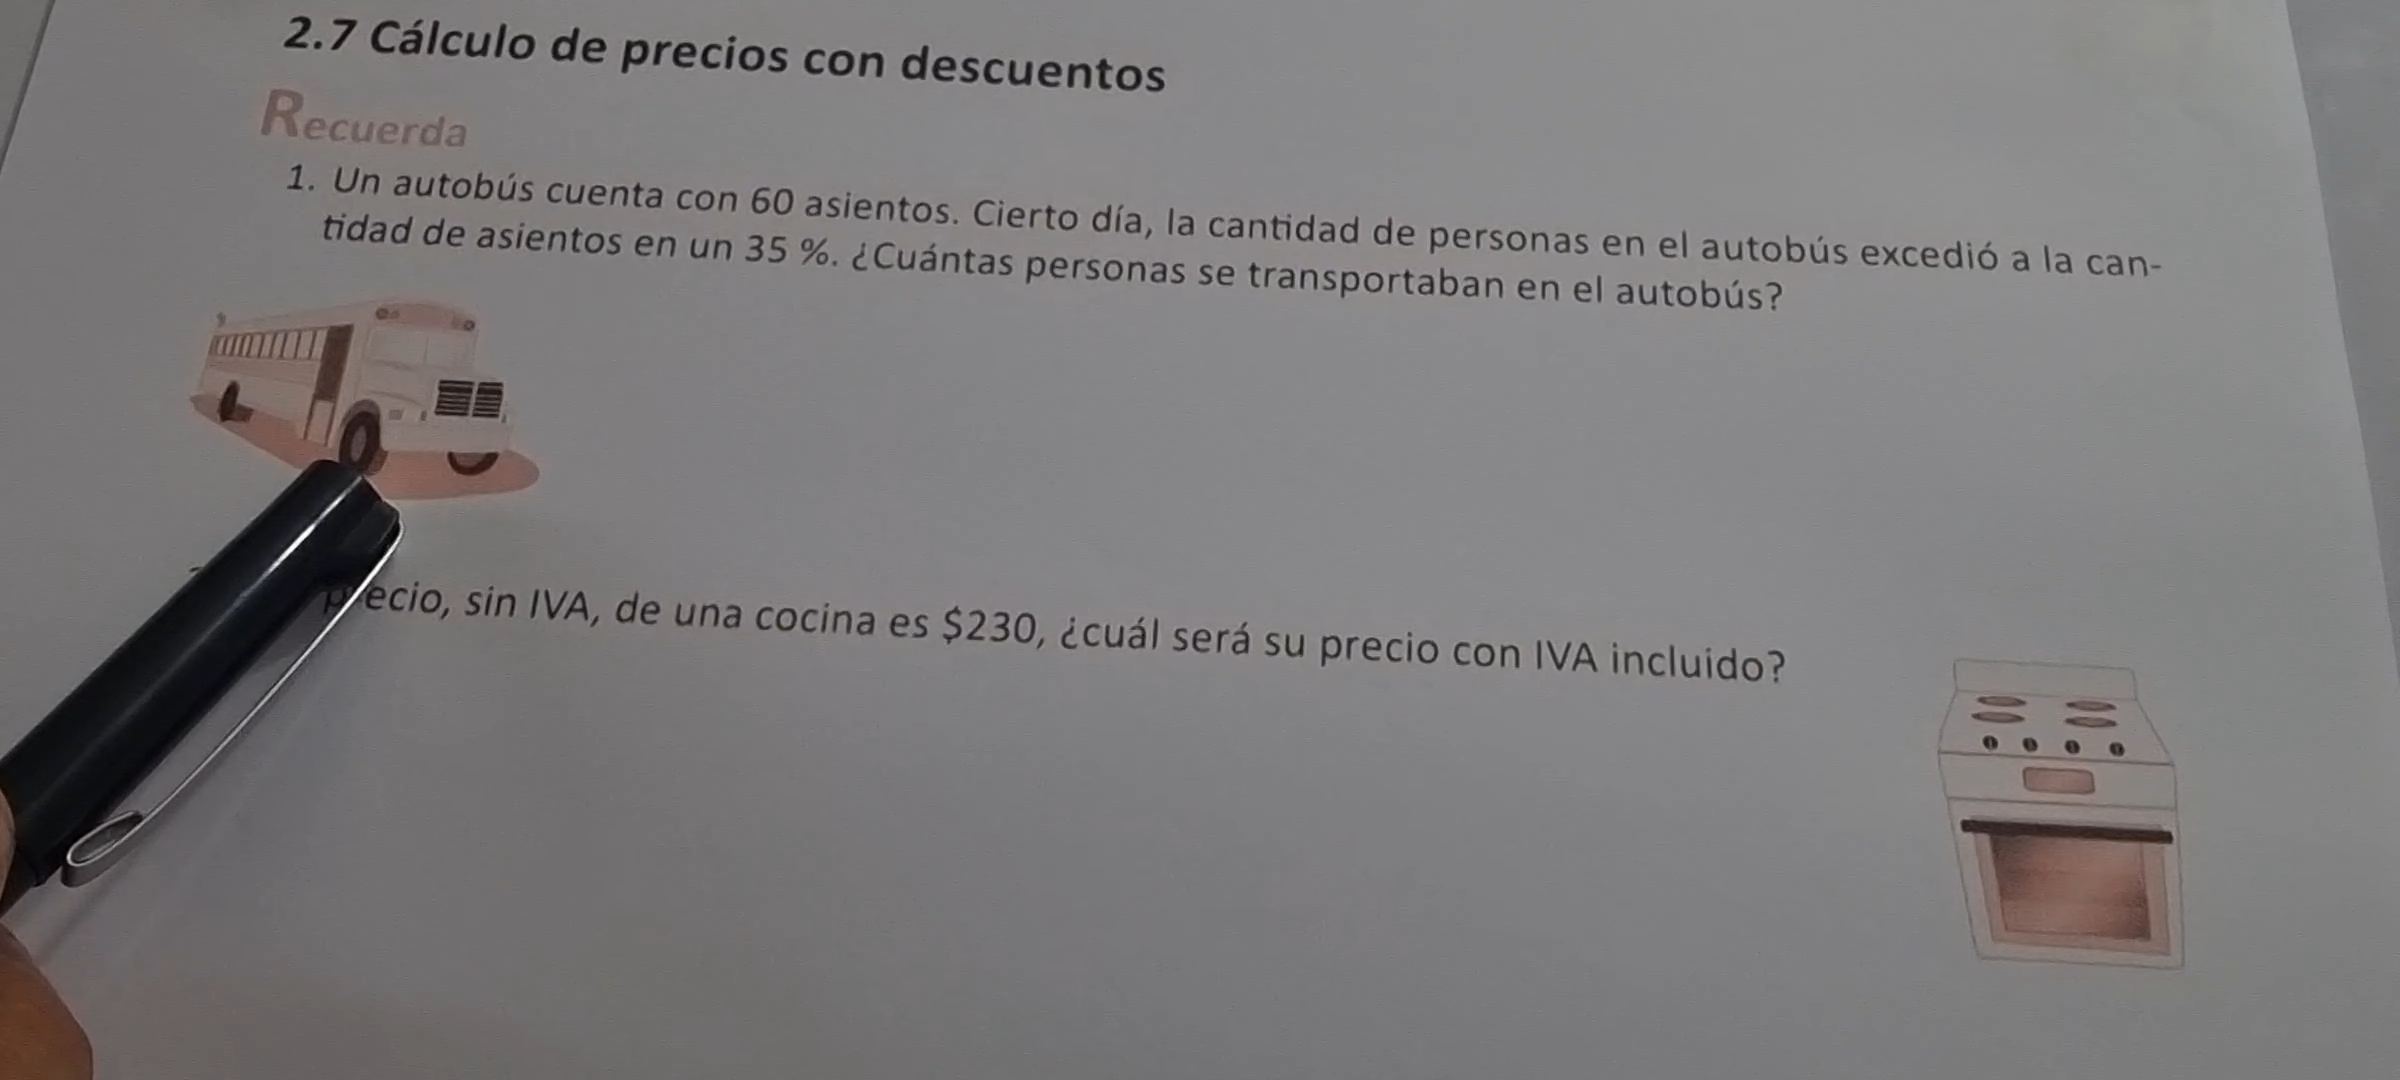 2.7 Cálculo de precios con descuentos
Recuerda
1. Un autobús cuenta con 60 asientos. Cierto día, la cantidad de personas en el autobús excedió a la can-
tidad de asientos en un 35 %. ¿Cuántas personas se transportaban en el autobús?
precio, sin IVA, de una cocina es $230, ¿cuál será su precio con IVA incluido?